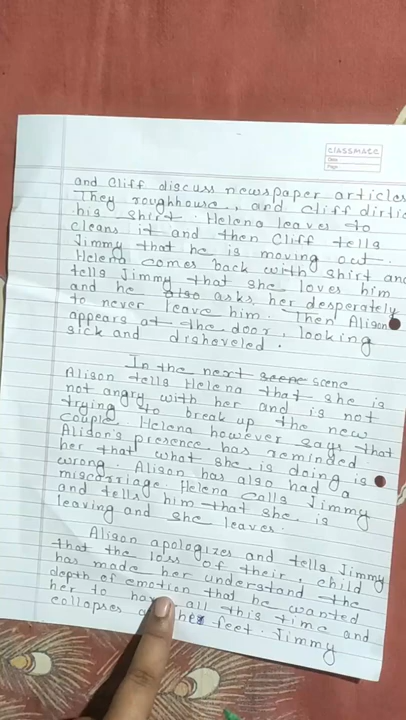 CLASSMATE
Date
Page
and Cliff discuss newspaper articles
They roughhouse, and cliff dirtie
his shirt. Helena leaves to
cleans it and then Cliff tells
Jimmy that he is moving out.
Helena comes back with shirt and
tells Jimmy that she loves him
and he also asks her desperately
to never leave him. Then Alison
appears at the door, looking
sick and disheveled.
In the next scene scene
Alison tells Helena that she is
not angry with her and is not
trying to break up the new
couple. Helena however says that
Alison's presence has reminded
her that what she is doing is
wrong. Alison has also had a
miscarriage. Helena calls Jimmy
and tells him that she is
leaving and she leaves.
Alison apologizes and tells Jimmy
that the loss of their, child
has made her understand the
depth of emotion that he wanted
her to all this time and
collapses feet. Jimmy